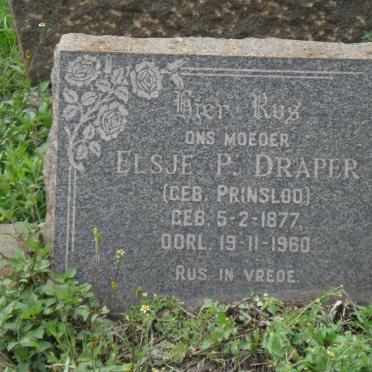 Hier Rus
ONS MOEDER
ELSJE P. DRAPER
(GEB. PRINSLOO)
GEB. 5-2-1877,
OORL. 19-11-1960
RUS IN VREDE.